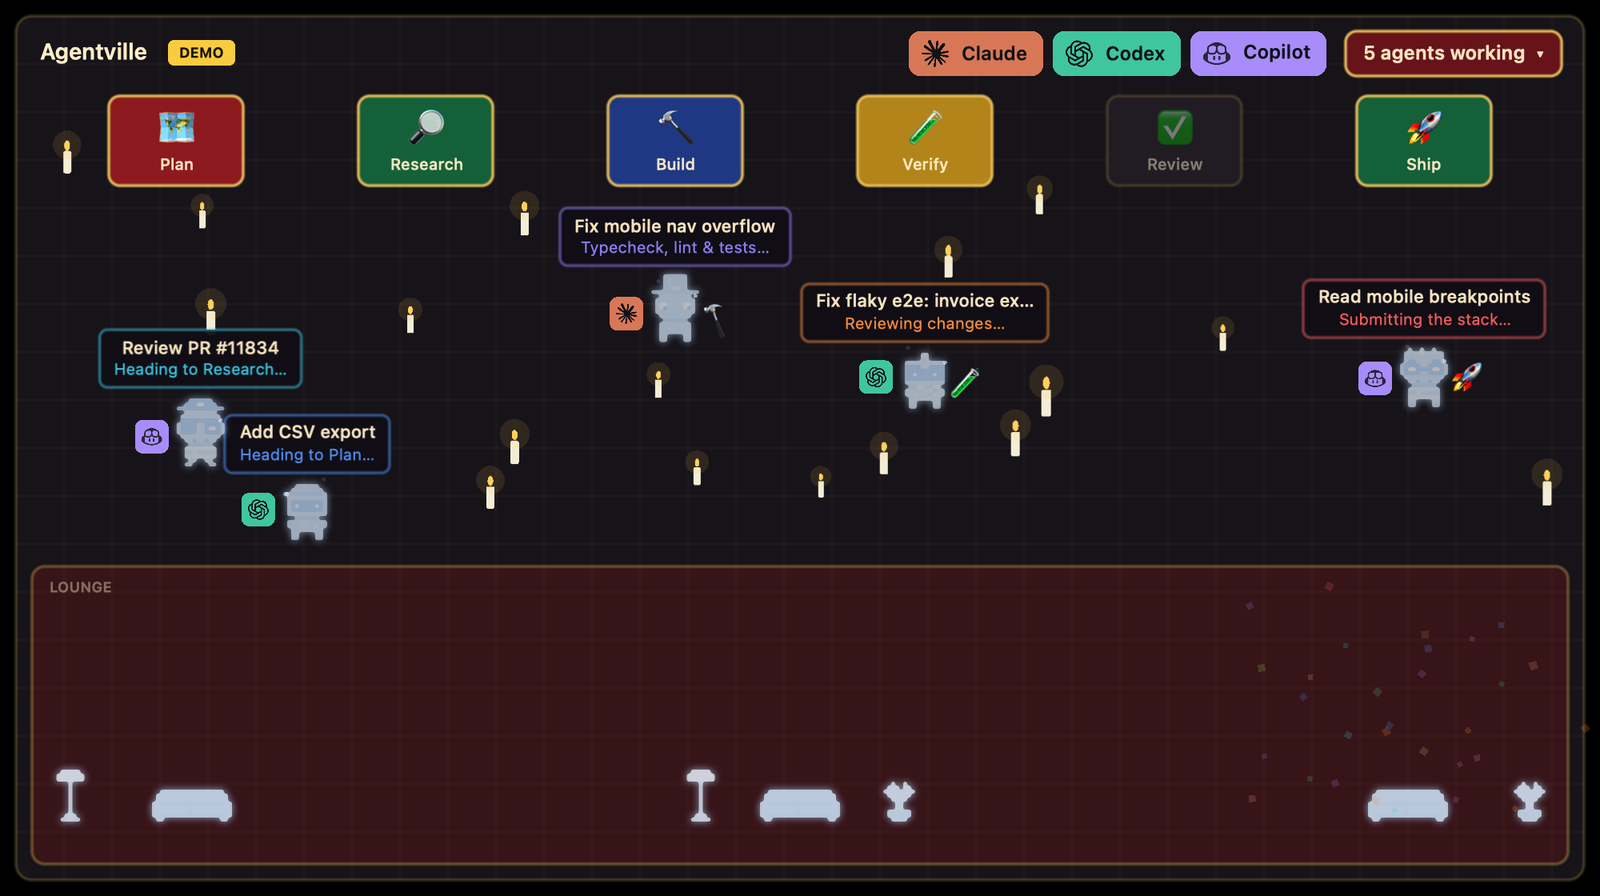 Agentville
DEMO
Claude
Codex
Copilot
5 agents working
Plan
Research
Build
Verify
Review
Ship
Fix mobile nav overflow
Typecheck, lint & tests...
Fix flaky e2e: invoice ex...
Reviewing changes...
Read mobile breakpoints
Submitting the stack...
Review PR #11834
Heading to Research...
Add CSV export
Heading to Plan...
LOUNGE